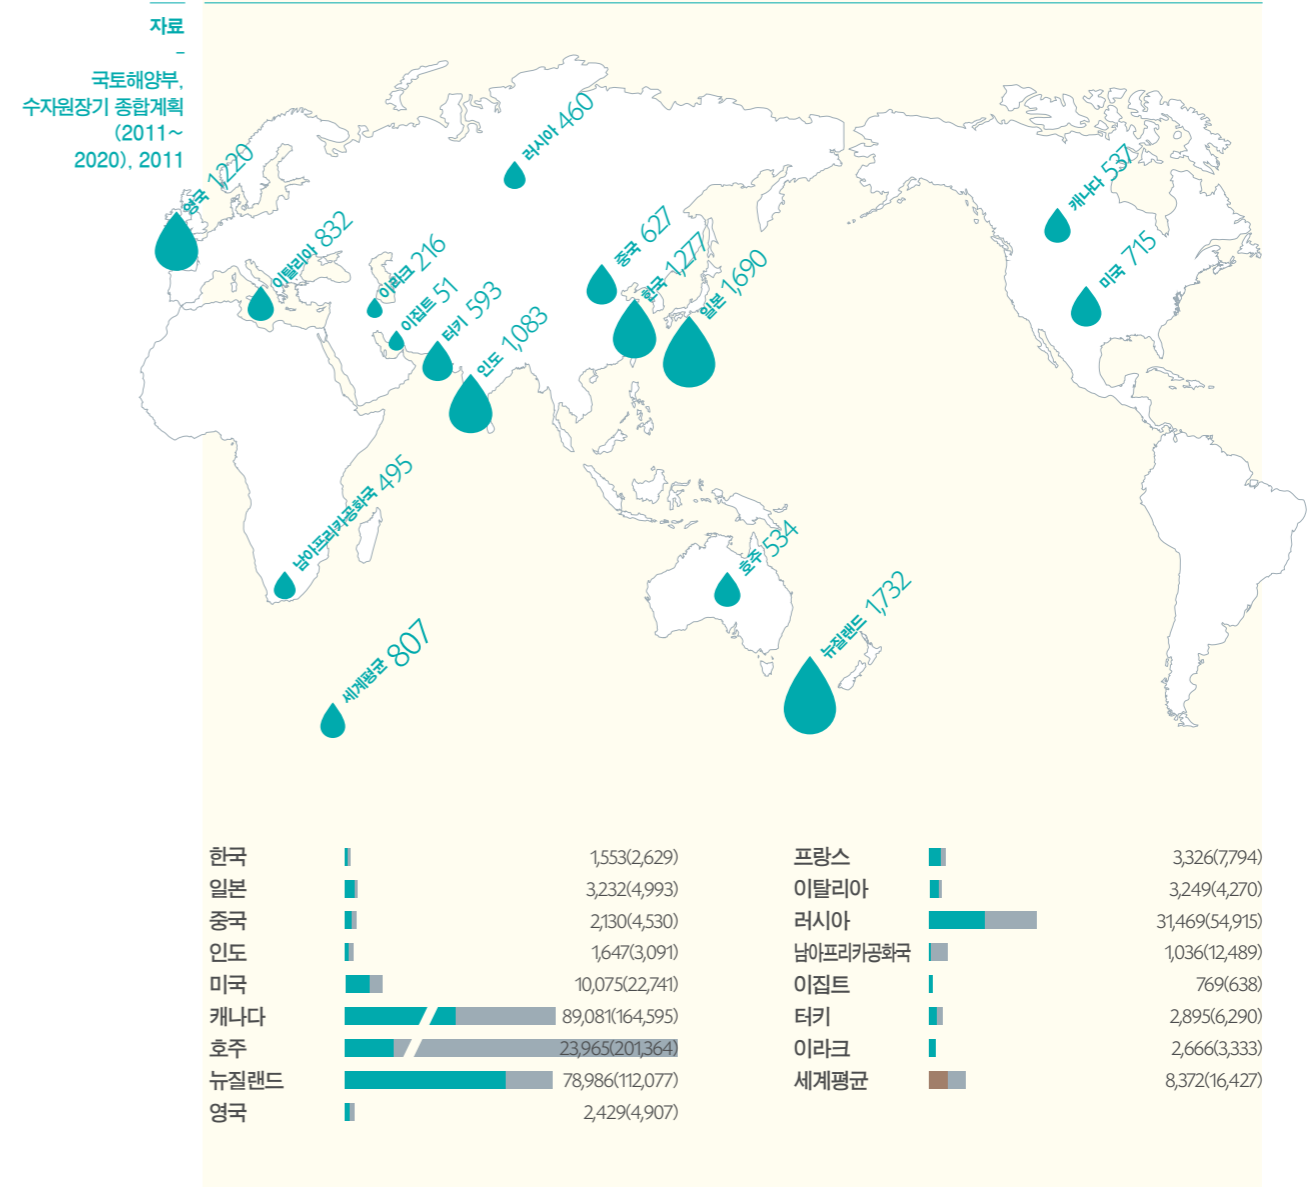 자료
–
국토해양부,
수자원장기 종합계획
(2011~
2020), 2011
영국 1,220
이탈리아 832
이라크 216
이집트 51
터키 593
인도 1,083
러시아 460
중국 627
한국 1,277
일본 1,690
캐나다 537
미국 715
남아프리카공화국 495
호주 534
뉴질랜드 1,732
세계평균 807
한국 1,553(2,629)
일본 3,232(4,993)
중국 2,130(4,530)
인도 1,647(3,091)
미국 10,075(22,741)
캐나다 89,081(164,595)
호주 23,965(201,364)
뉴질랜드 78,986(112,077)
영국 2,429(4,907)
프랑스 3,326(7,794)
이탈리아 3,249(4,270)
러시아 31,469(54,915)
남아프리카공화국 1,036(12,489)
이집트 769(638)
터키 2,895(6,290)
이라크 2,666(3,333)
세계평균 8,372(16,427)